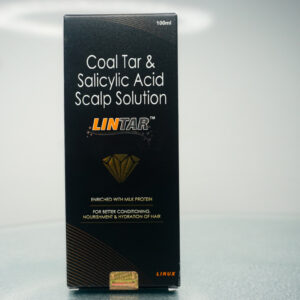 100ml
Coal Tar &
Salicylic Acid
Scalp Solution
LINTAR™
ENRICHED WITH MILK PROTEIN
FOR BETTER CONDITIONING,
NOURISHMENT & HYDRATION OF HAIR
LINUX